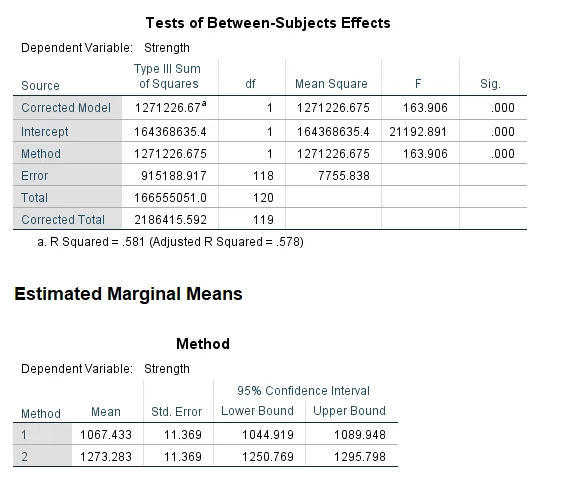 Tests of Between-Subjects Effects
Dependent Variable: Strength
Source Type III Sum of Squares df Mean Square F Sig.
Corrected Model 1271226.67a 1 1271226.675 163.906 .000
Intercept 164368635.4 1 164368635.4 21192.891 .000
Method 1271226.675 1 1271226.675 163.906 .000
Error 915188.917 118 7755.838
Total 166555051.0 120
Corrected Total 2186415.592 119
a. R Squared = .581 (Adjusted R Squared = .578)
Estimated Marginal Means
Method
Dependent Variable: Strength
95% Confidence Interval
Method Mean Std. Error Lower Bound Upper Bound
1 1067.433 11.369 1044.919 1089.948
2 1273.283 11.369 1250.769 1295.798